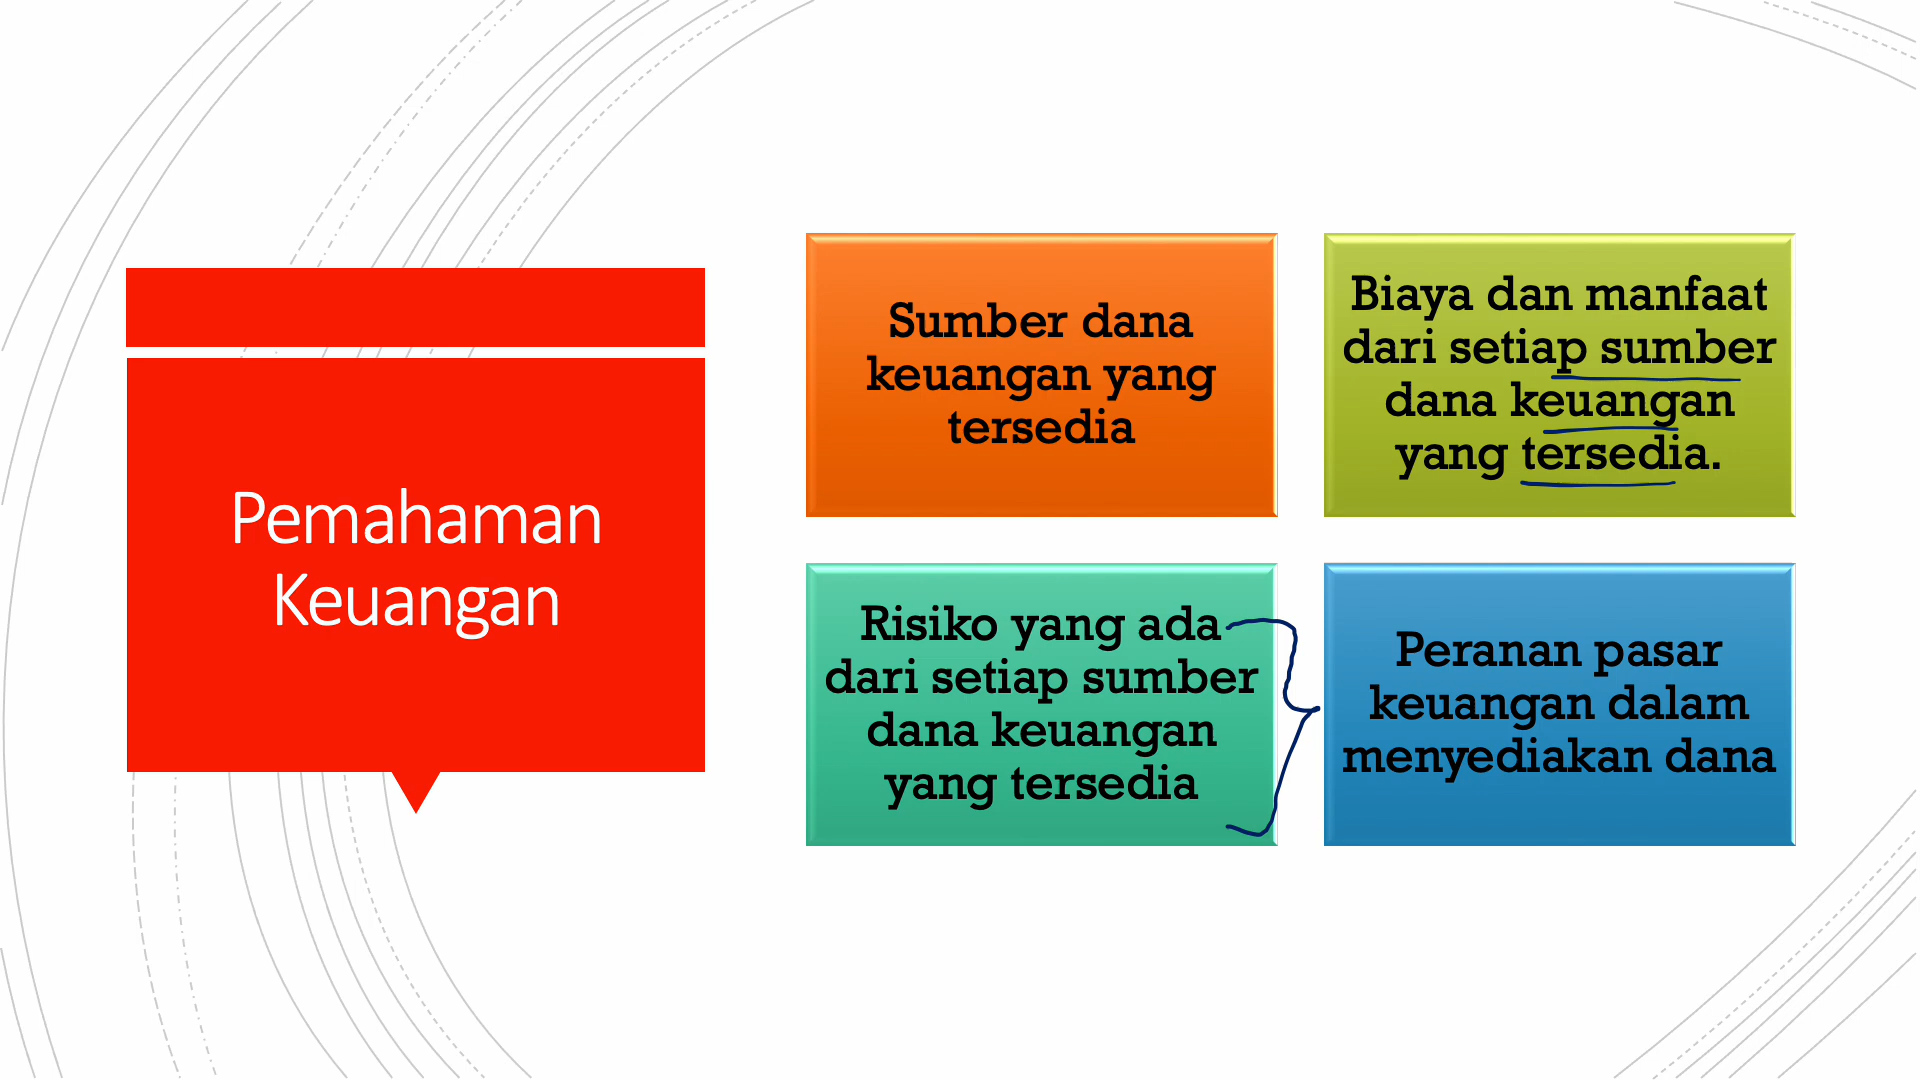 Pemahaman
Keuangan
Sumber dana
keuangan yang
tersedia
Biaya dan manfaat
dari setiap sumber
dana keuangan
yang tersedia.
Risiko yang ada
dari setiap sumber
dana keuangan
yang tersedia
Peranan pasar
keuangan dalam
menyediakan dana